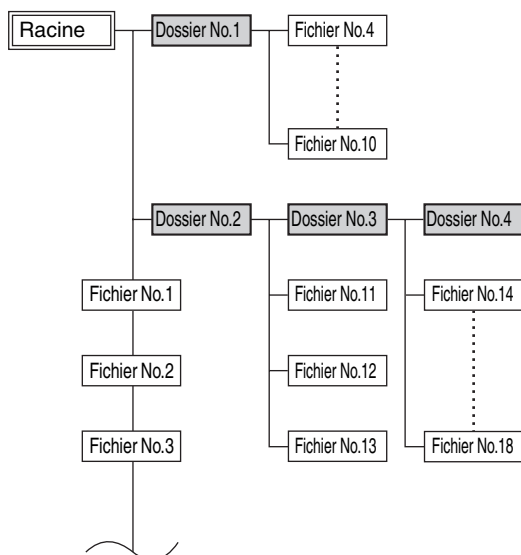 Racine
Dossier No.1
Fichier No.4
Fichier No.10
Dossier No.2
Dossier No.3
Dossier No.4
Fichier No.1
Fichier No.11
Fichier No.14
Fichier No.2
Fichier No.12
Fichier No.3
Fichier No.13
Fichier No.18